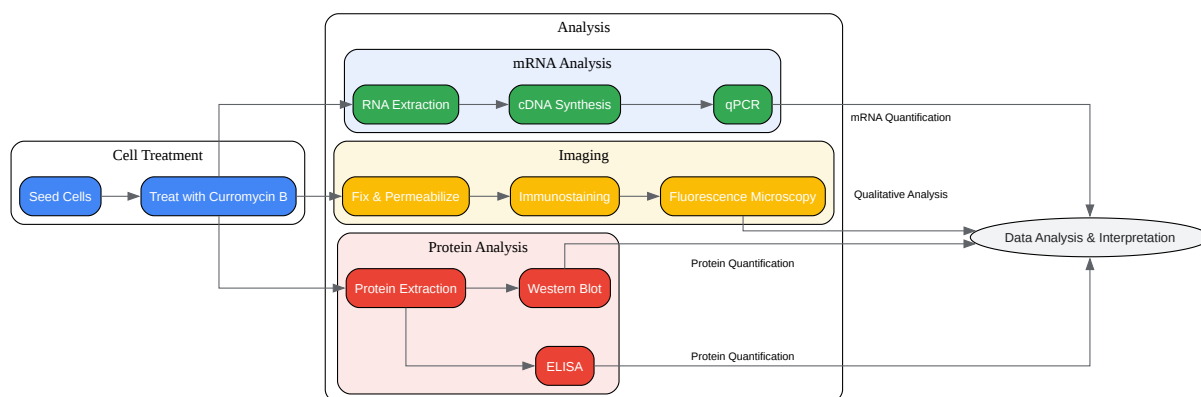 Analysis
mRNA Analysis
RNA Extraction
cDNA Synthesis
qPCR
mRNA Quantification
Cell Treatment
Seed Cells
Treat with Curromycin B
Imaging
Fix & Permeabilize
Immunostaining
Fluorescence Microscopy
Qualitative Analysis
Data Analysis & Interpretation
Protein Analysis
Protein Extraction
Western Blot
Protein Quantification
ELISA
Protein Quantification